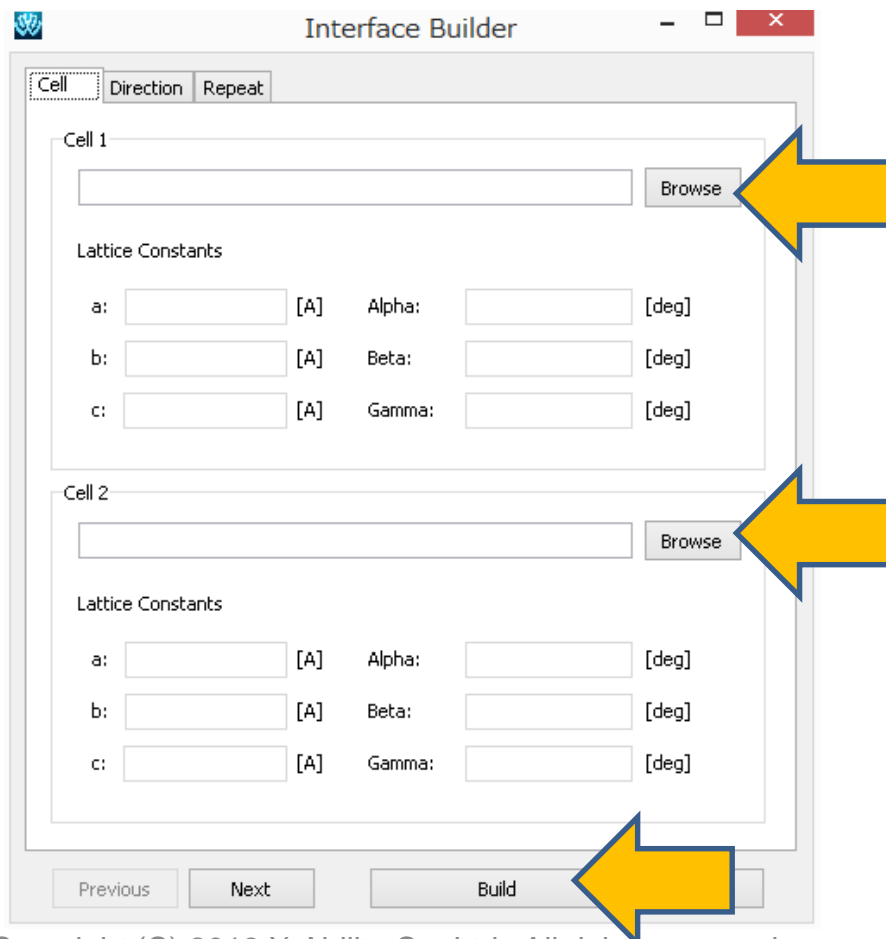 Interface Builder
Cell Direction Repeat
Cell 1
Browse
Lattice Constants
a: [A] Alpha: [deg]
b: [A] Beta: [deg]
c: [A] Gamma: [deg]
Cell 2
Browse
Lattice Constants
a: [A] Alpha: [deg]
b: [A] Beta: [deg]
c: [A] Gamma: [deg]
Previous Next Build